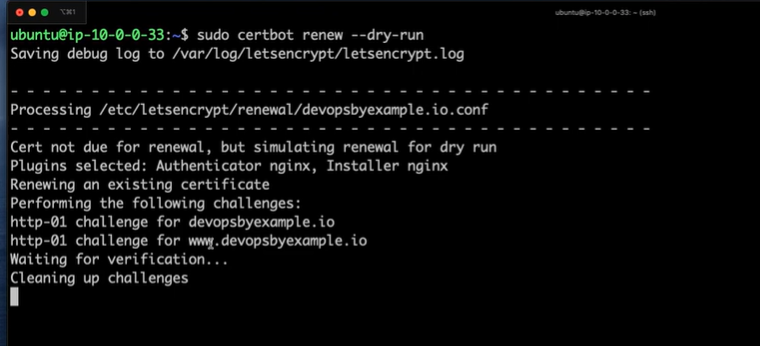 ⌥⌘1
ubuntu@ip-10-0-0-33: ~ (ssh)
ubuntu@ip-10-0-0-33:~$ sudo certbot renew --dry-run
Saving debug log to /var/log/letsencrypt/letsencrypt.log
- - - - - - - - - - - - - - - - - - - - - - - - - - - - - - - - - - - - - - - -
Processing /etc/letsencrypt/renewal/devopsbyexample.io.conf
- - - - - - - - - - - - - - - - - - - - - - - - - - - - - - - - - - - - - - - -
Cert not due for renewal, but simulating renewal for dry run
Plugins selected: Authenticator nginx, Installer nginx
Renewing an existing certificate
Performing the following challenges:
http-01 challenge for devopsbyexample.io
http-01 challenge for www.devopsbyexample.io
Waiting for verification...
Cleaning up challenges